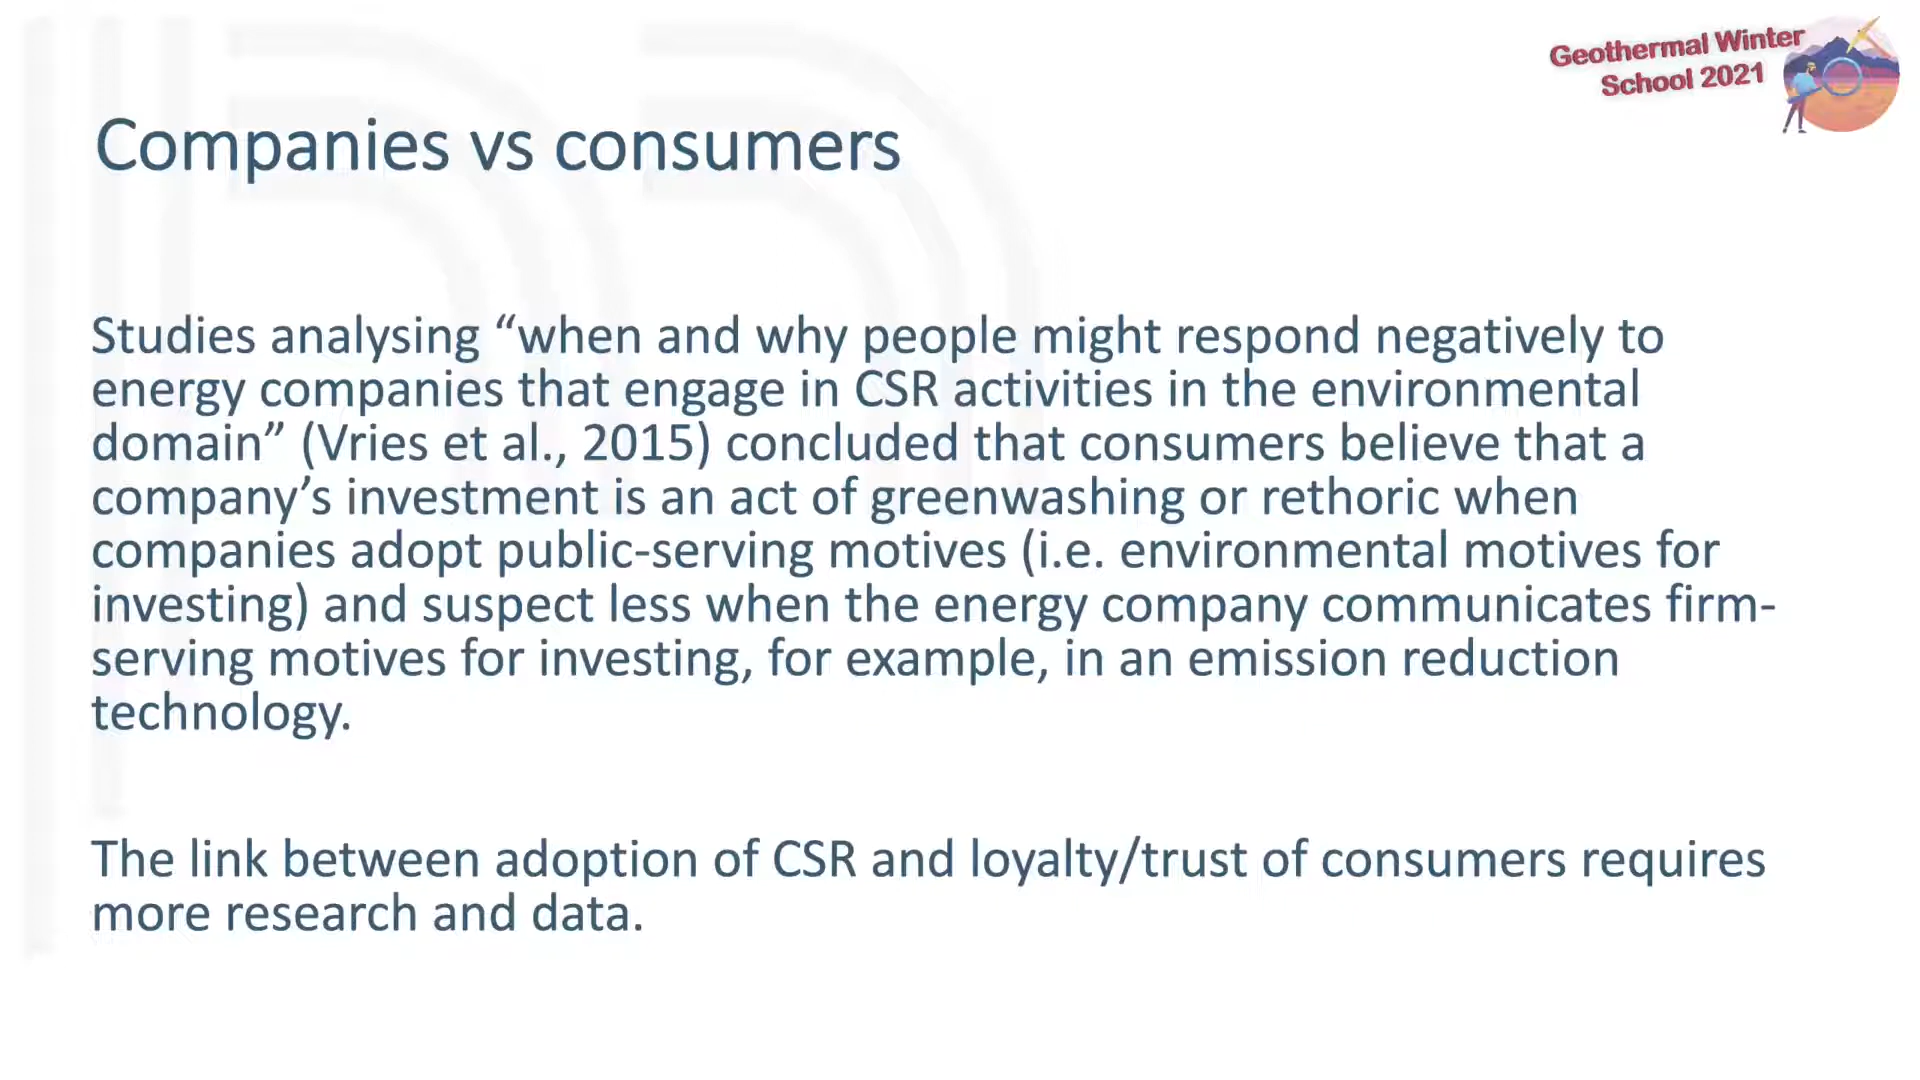 Geothermal Winter
School 2021
Companies vs consumers
Studies analysing “when and why people might respond negatively to
energy companies that engage in CSR activities in the environmental
domain” (Vries et al., 2015) concluded that consumers believe that a
company’s investment is an act of greenwashing or rethoric when
companies adopt public-serving motives (i.e. environmental motives for
investing) and suspect less when the energy company communicates firm-
serving motives for investing, for example, in an emission reduction
technology.
The link between adoption of CSR and loyalty/trust of consumers requires
more research and data.